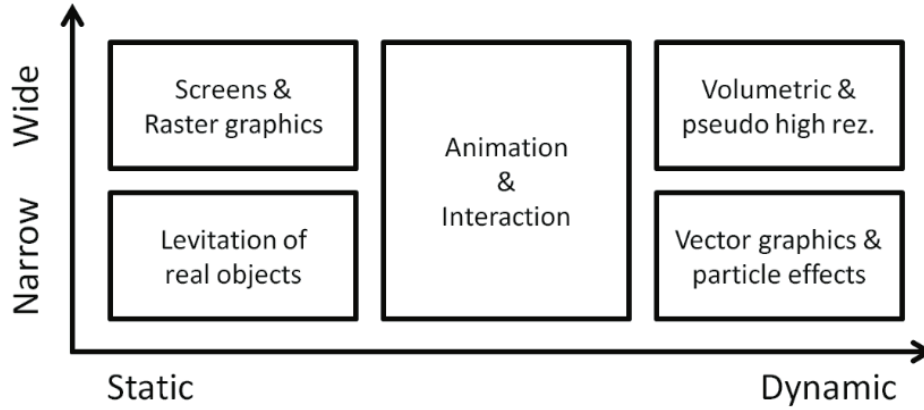 Wide
Narrow
Screens &
Raster graphics
Levitation of
real objects
Animation
&
Interaction
Volumetric &
pseudo high rez.
Vector graphics &
particle effects
Static
Dynamic